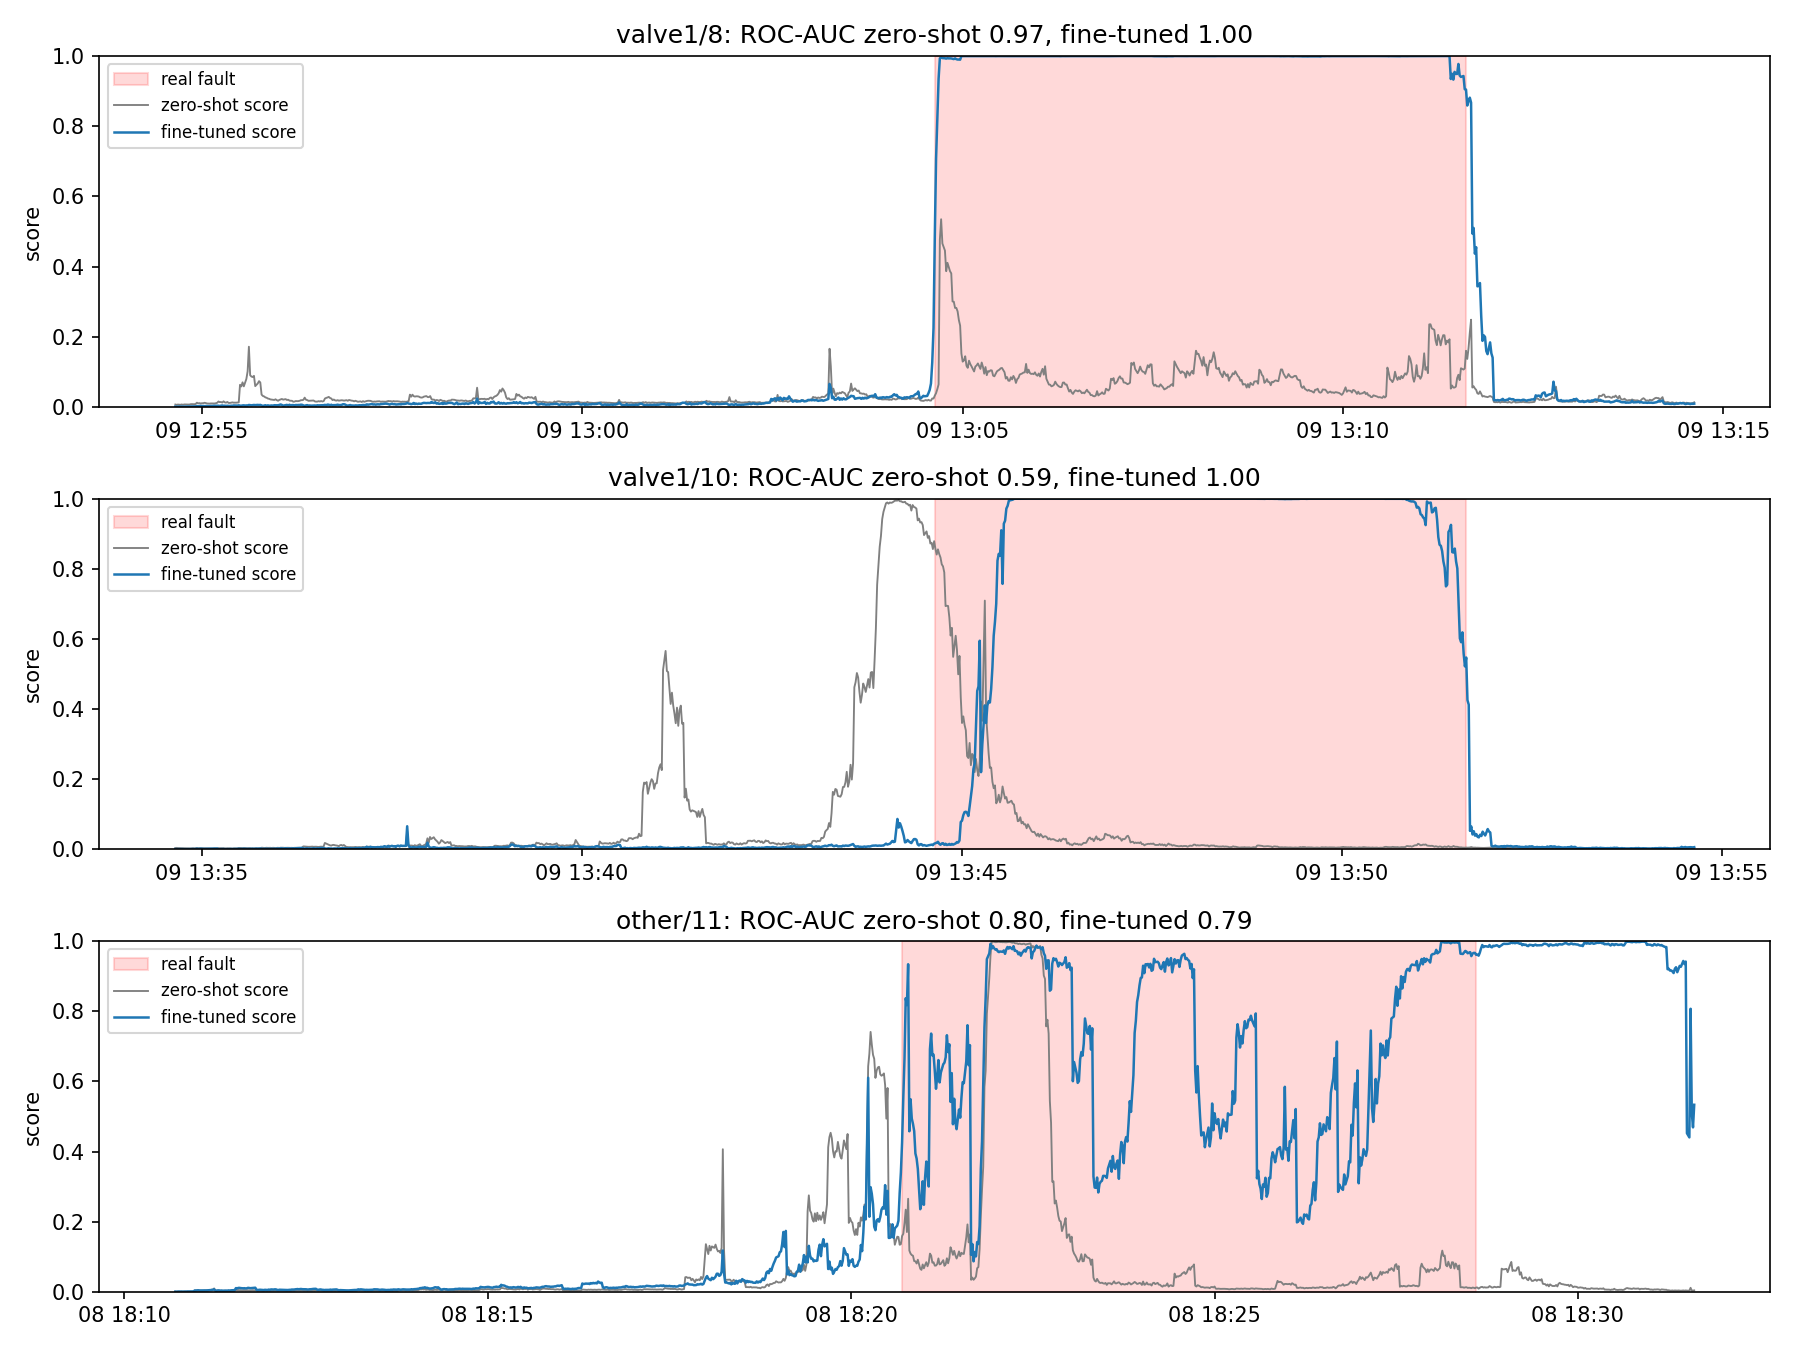 valve1/8: ROC-AUC zero-shot 0.97, fine-tuned 1.00
1.0
0.8
0.6
0.4
0.2
0.0
score
real fault
zero-shot score
fine-tuned score
09 12:55
09 13:00
09 13:05
09 13:10
09 13:15
valve1/10: ROC-AUC zero-shot 0.59, fine-tuned 1.00
1.0
0.8
0.6
0.4
0.2
0.0
score
real fault
zero-shot score
fine-tuned score
09 13:35
09 13:40
09 13:45
09 13:50
09 13:55
other/11: ROC-AUC zero-shot 0.80, fine-tuned 0.79
1.0
0.8
0.6
0.4
0.2
0.0
score
real fault
zero-shot score
fine-tuned score
08 18:10
08 18:15
08 18:20
08 18:25
08 18:30